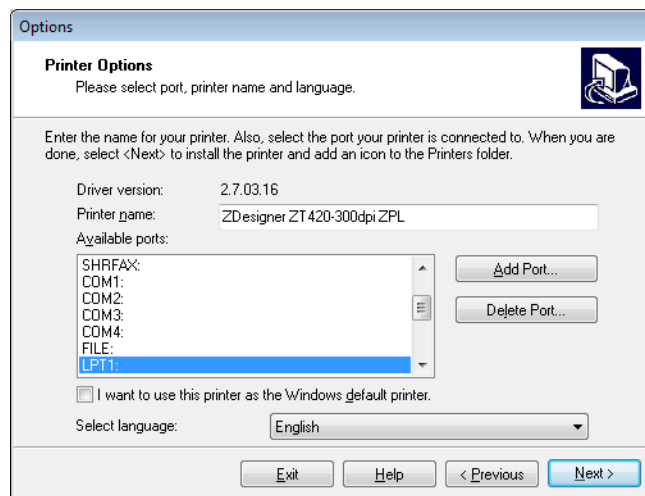 Options
Printer Options
Please select port, printer name and language.
Enter the name for your printer. Also, select the port your printer is connected to. When you are
done, select <Next> to install the printer and add an icon to the Printers folder.
Driver version: 2.7.03.16
Printer name: ZDesigner ZT420-300dpi ZPL
Available ports:
SHRFAX:
COM1:
COM2:
COM3:
COM4:
FILE:
LPT1:
Add Port...
Delete Port...
I want to use this printer as the Windows default printer.
Select language: English
Exit Help < Previous Next >